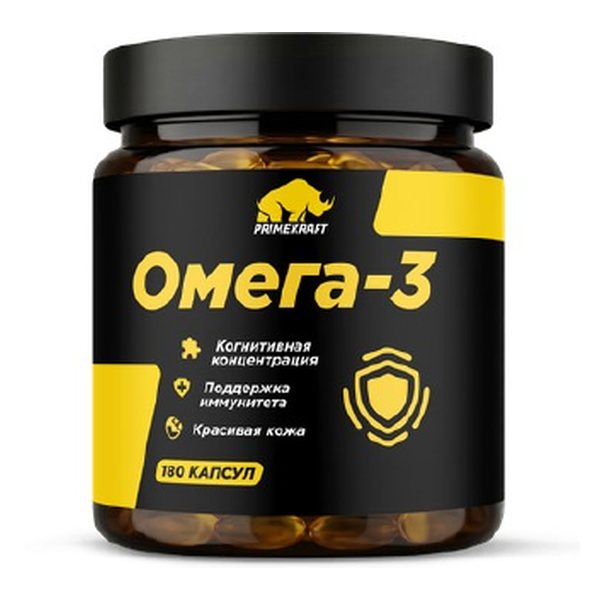 PRIMEKRAFT
Омега-3
Когнитивная
концентрация
Поддержка
иммунитета
Красивая кожа
180 КАПСУЛ